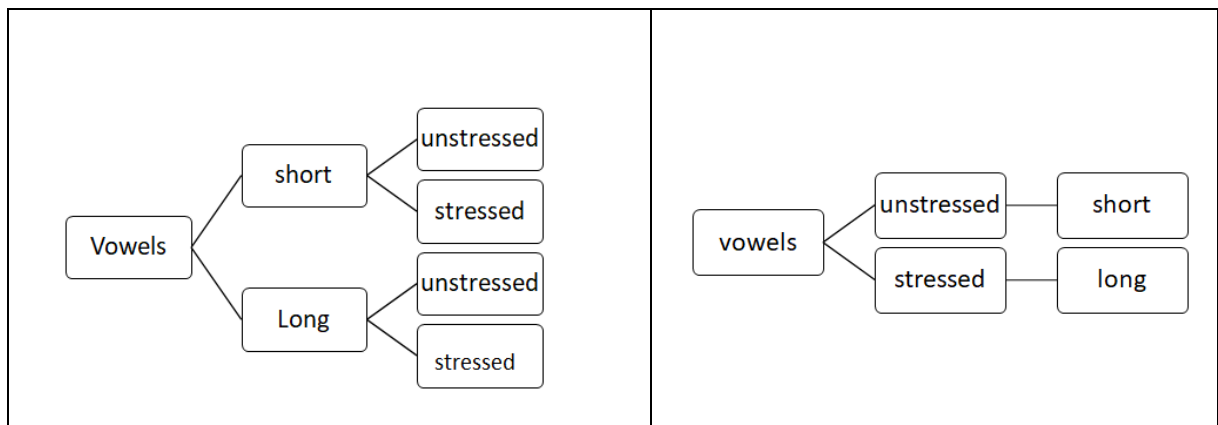 Vowels
short
unstressed
stressed
Long
unstressed
stressed
vowels
unstressed
short
stressed
long